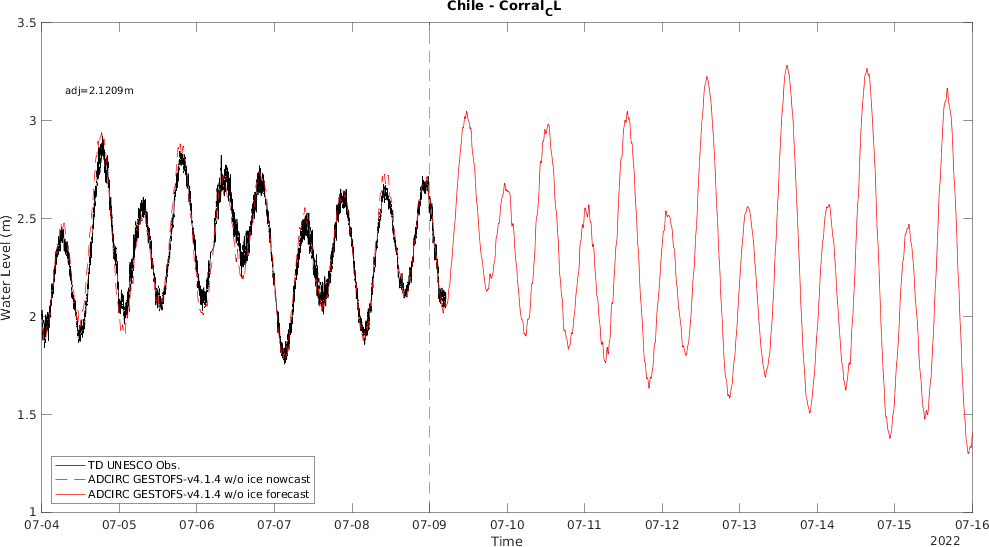 Chile - Corral_CL
adj=2.1209m
Water Level (m)
3.5
3
2.5
2
1.5
1
TD UNESCO Obs.
ADCIRC GESTOFS-v4.1.4 w/o ice nowcast
ADCIRC GESTOFS-v4.1.4 w/o ice forecast
07-04 07-05 07-06 07-07 07-08 07-09 07-10 07-11 07-12 07-13 07-14 07-15 07-16
Time
2022